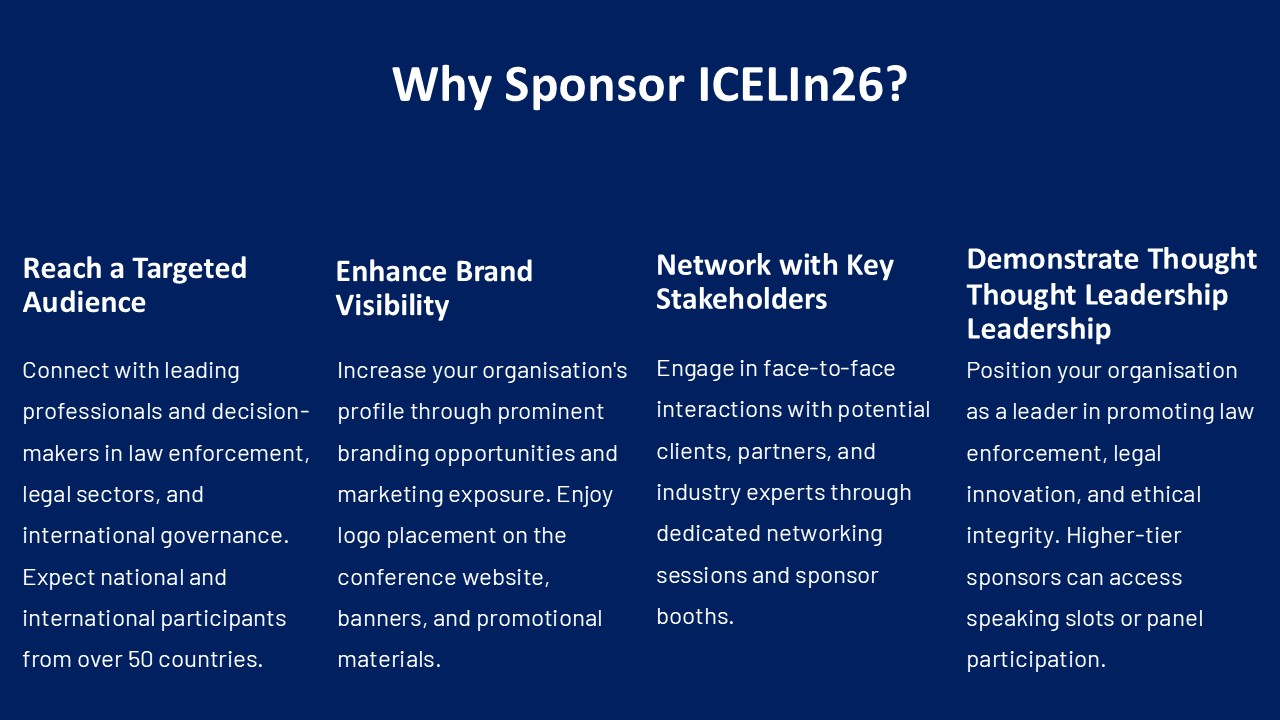 Why Sponsor ICELIn26?
Reach a Targeted
Audience
Connect with leading
professionals and decision-
makers in law enforcement,
legal sectors, and
international governance.
Expect national and
international participants
from over 50 countries.
Enhance Brand
Visibility
Increase your organisation's
profile through prominent
branding opportunities and
marketing exposure. Enjoy
logo placement on the
conference website,
banners, and promotional
materials.
Network with Key
Stakeholders
Engage in face-to-face
interactions with potential
clients, partners, and
industry experts through
dedicated networking
sessions and sponsor
booths.
Demonstrate Thought
Thought Leadership
Leadership
Position your organisation
as a leader in promoting law
enforcement, legal
innovation, and ethical
integrity. Higher-tier
sponsors can access
speaking slots or panel
participation.